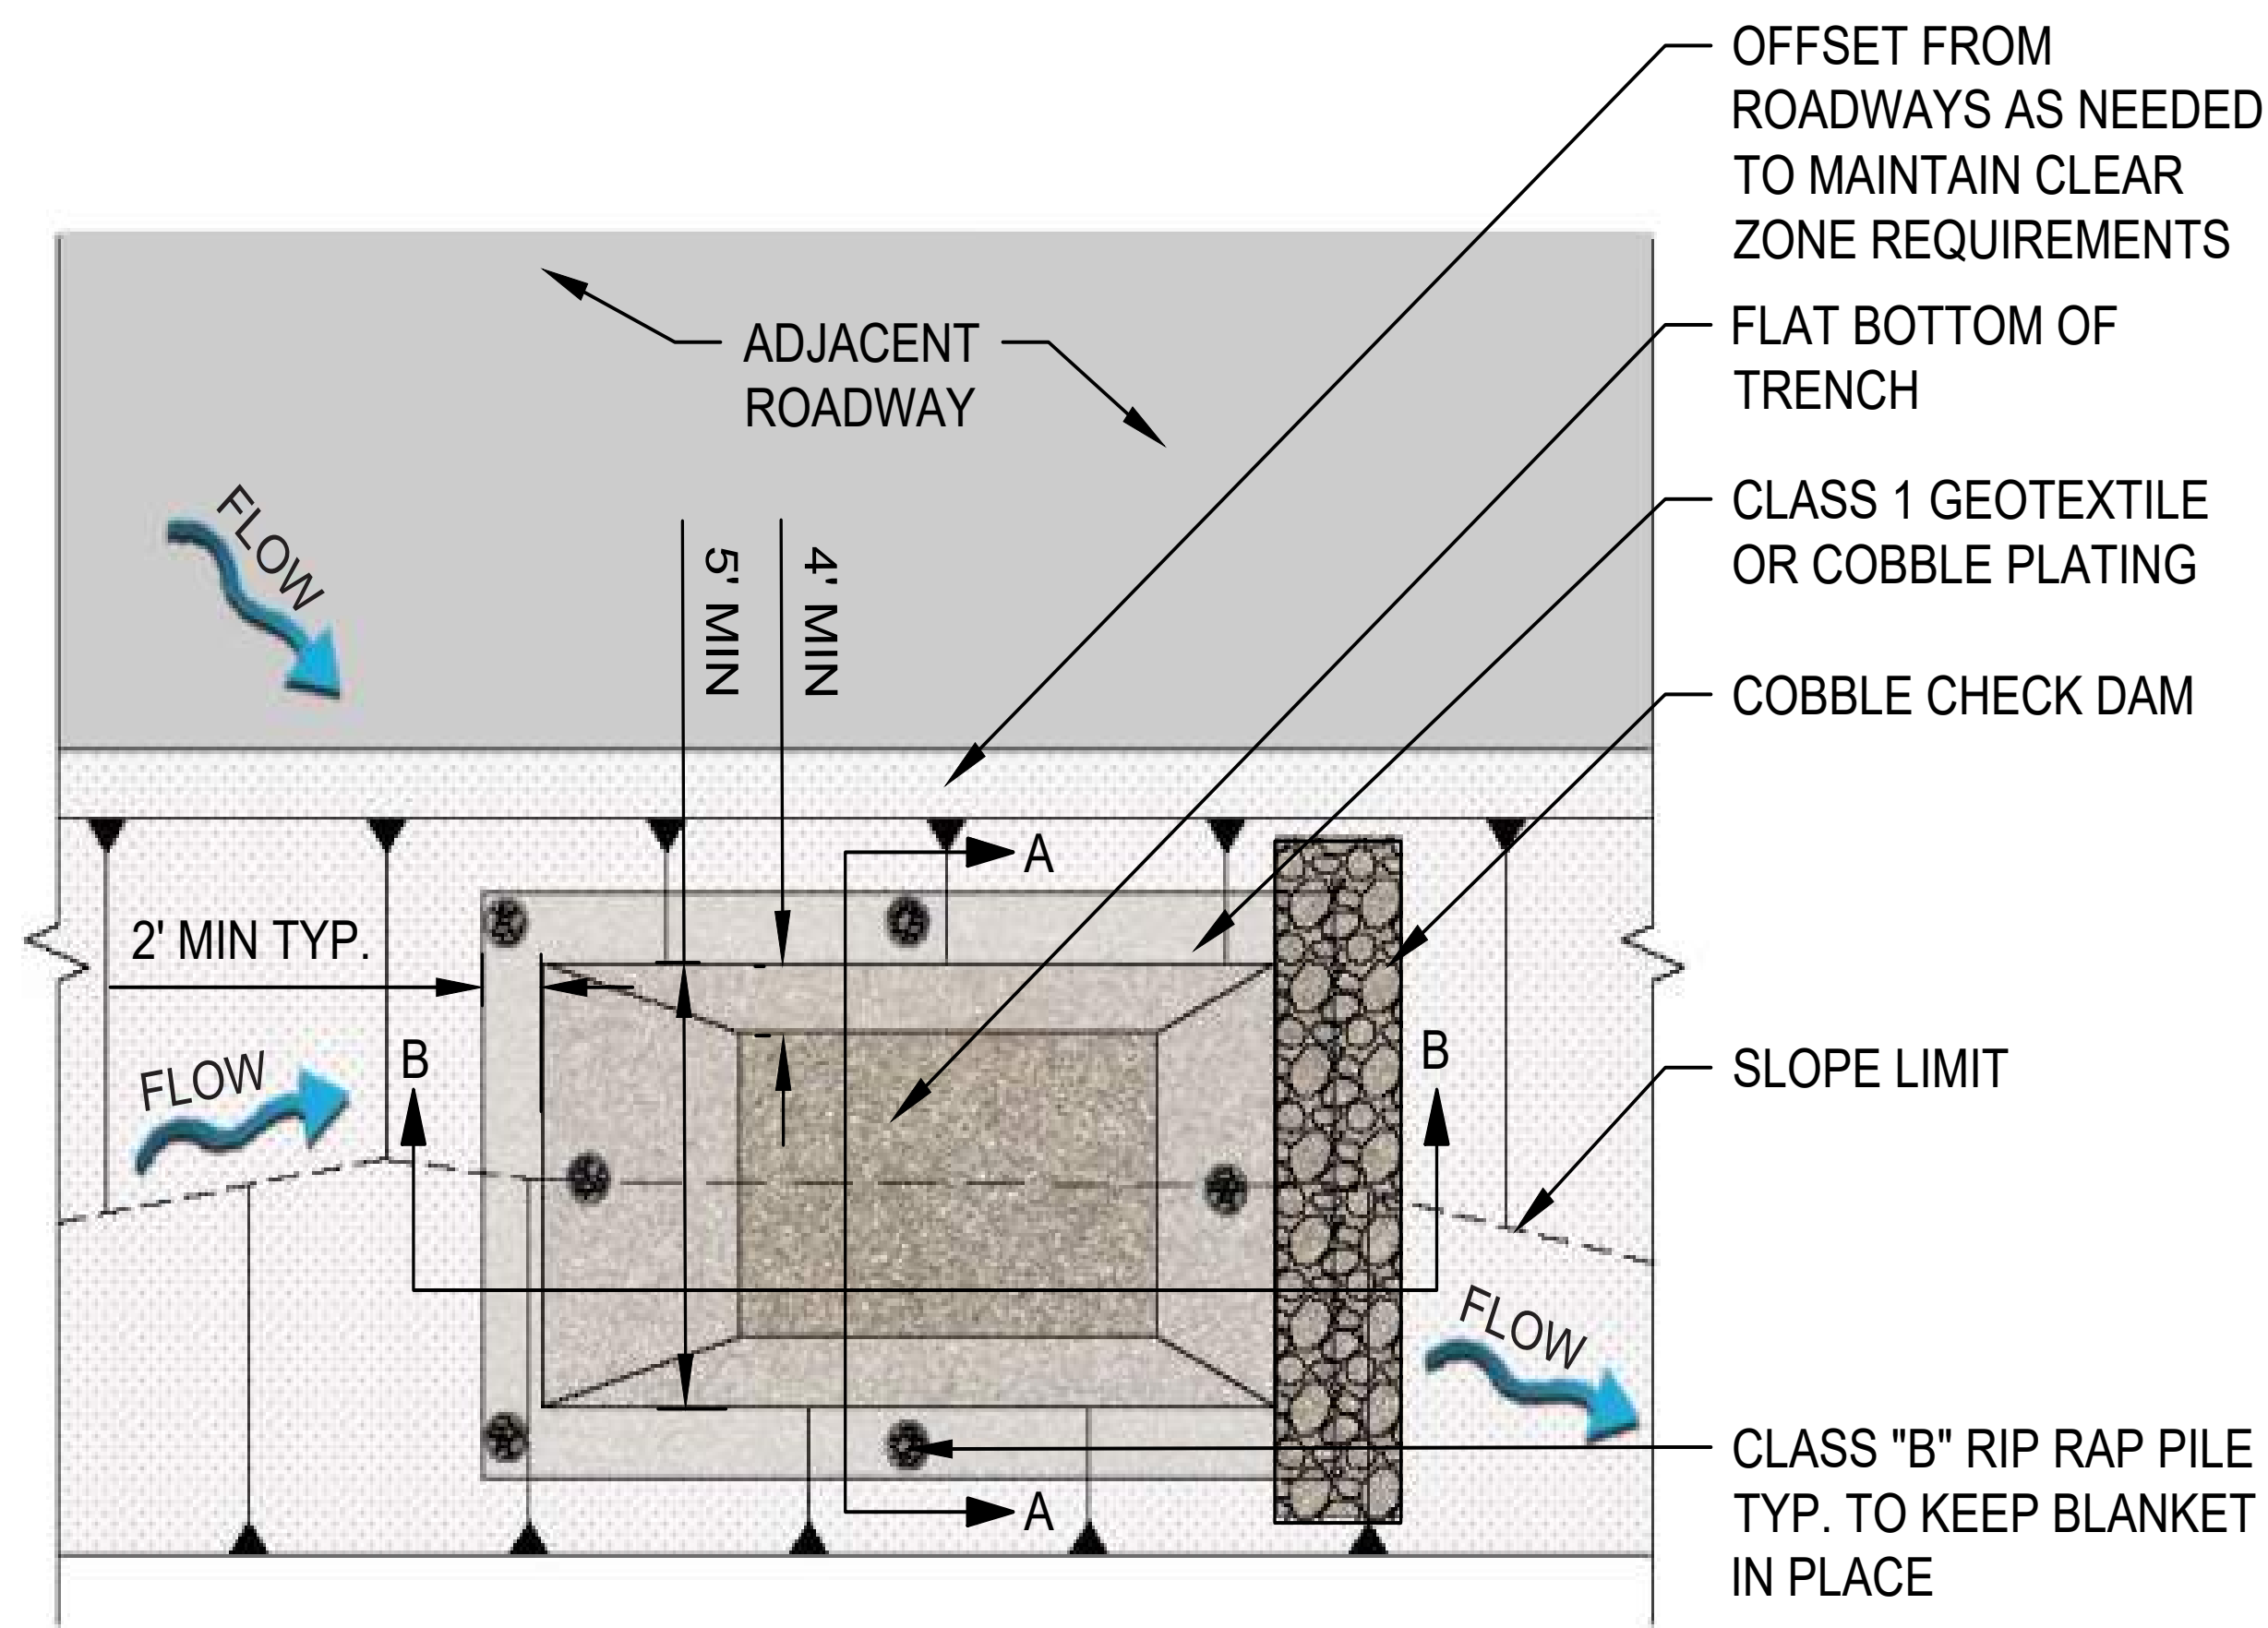 OFFSET FROM
ROADWAYS AS NEEDED
TO MAINTAIN CLEAR
ZONE REQUIREMENTS
FLAT BOTTOM OF
TRENCH
ADJACENT
ROADWAY
CLASS 1 GEOTEXTILE
OR COBBLE PLATING
FLOW
5' MIN
4' MIN
COBBLE CHECK DAM
A
2' MIN TYP.
FLOW
B
B
SLOPE LIMIT
FLOW
A
CLASS "B" RIP RAP PILE
TYP. TO KEEP BLANKET
IN PLACE